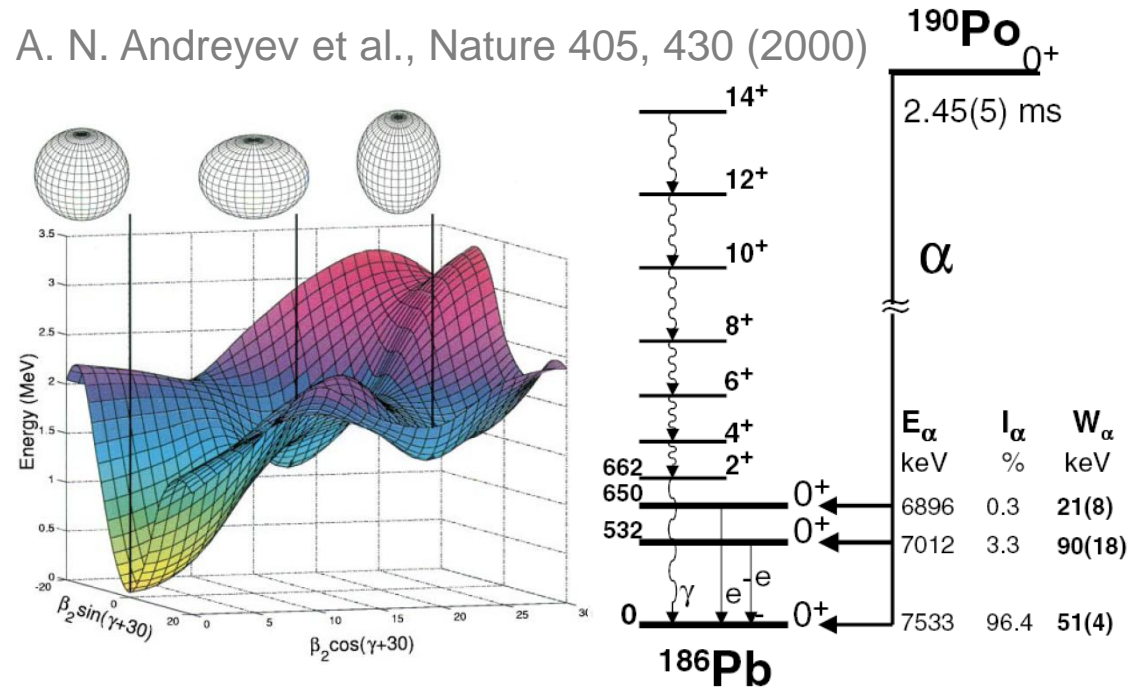 A. N. Andreyev et al., Nature 405, 430 (2000)
190Po
0+
2.45(5) ms
α
14+
12+
10+
8+
6+
4+
662 2+
650 0+
532 0+
0 0+
γ e- e-
186Pb
Eα Iα Wα
keV % keV
6896 0.3 21(8)
7012 3.3 90(18)
7533 96.4 51(4)
Energy (MeV)
3.5
3
2.5
2
1.5
1
0.5
0
-20
0
20
β2sin(γ+30)
0 5 10 15 20 25
β2cos(γ+30)